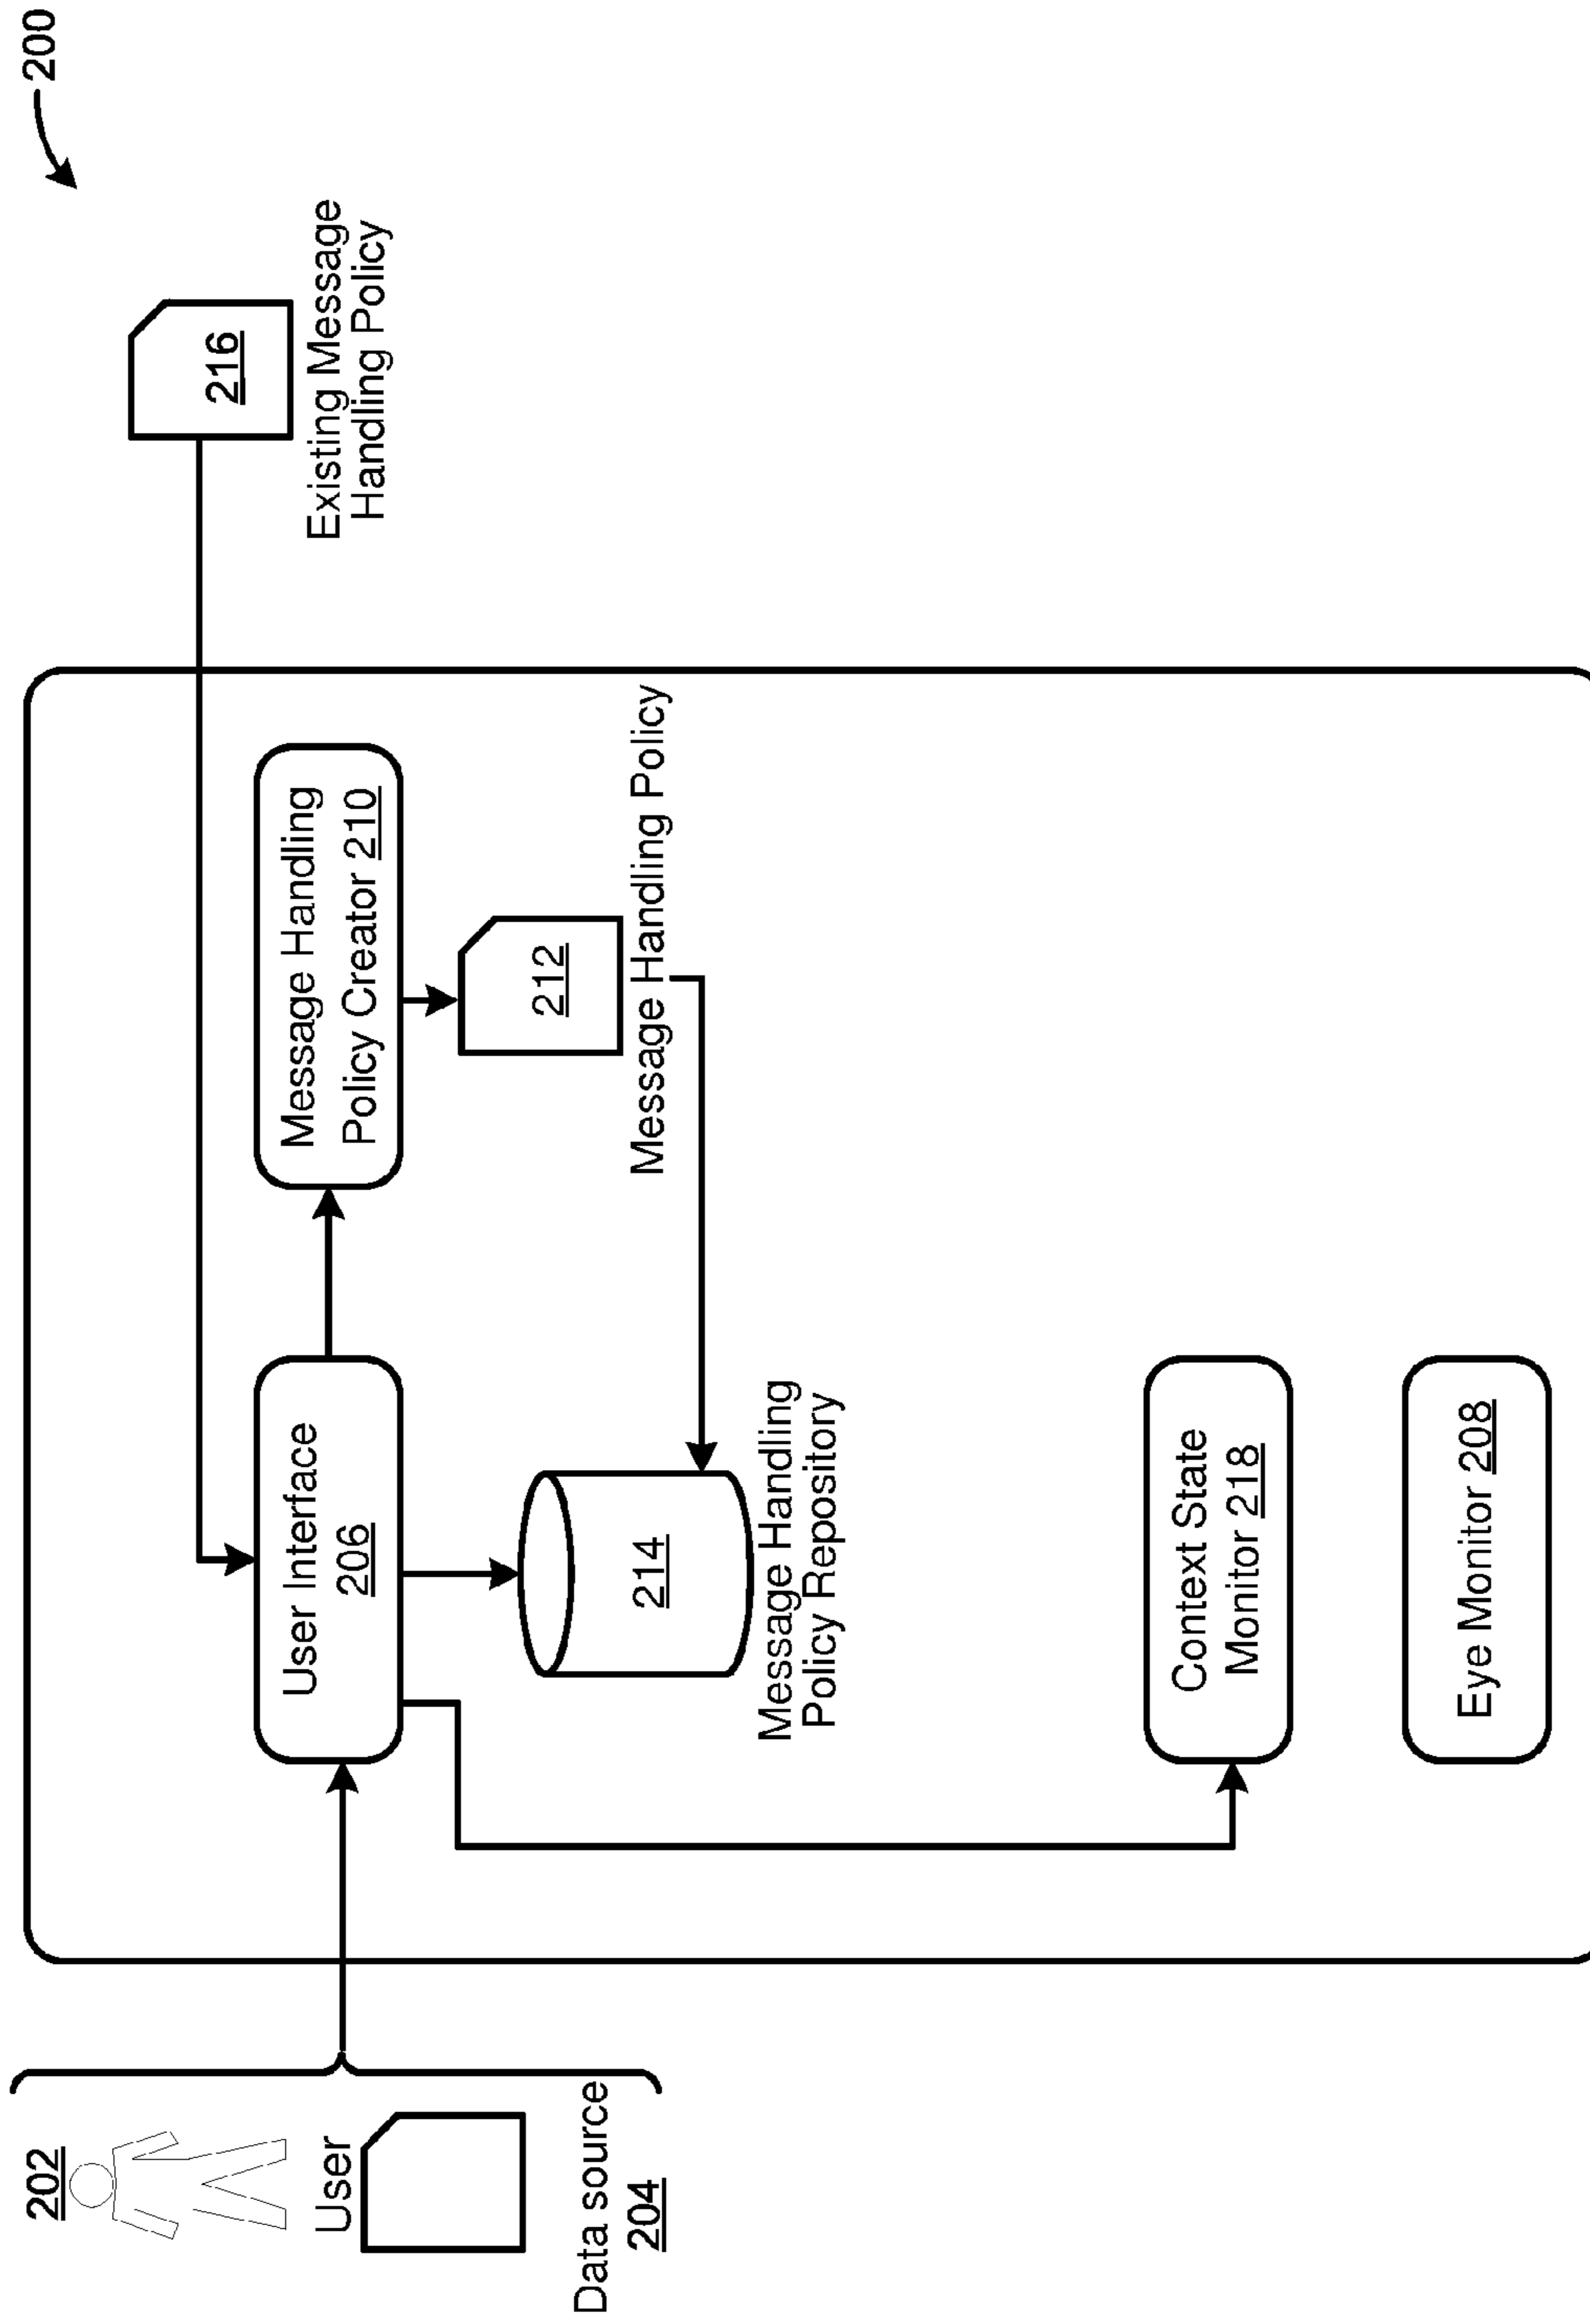 200
202
User
Data source
204
User Interface
206
Message Handling
Policy Creator 210
216
Existing Message
Handling Policy
212
Message Handling Policy
214
Message Handling
Policy Repository
Context State
Monitor 218
Eye Monitor 208